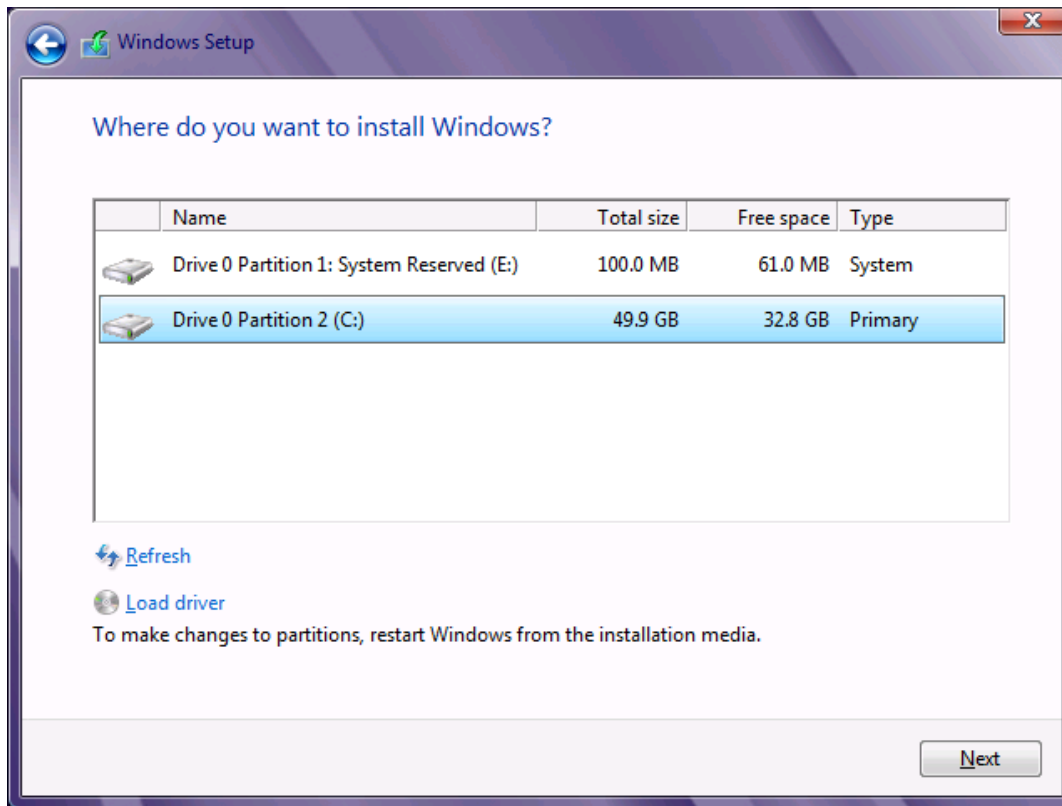 Windows Setup
Where do you want to install Windows?
Name Total size Free space Type
Drive 0 Partition 1: System Reserved (E:) 100.0 MB 61.0 MB System
Drive 0 Partition 2 (C:) 49.9 GB 32.8 GB Primary
Refresh
Load driver
To make changes to partitions, restart Windows from the installation media.
Next